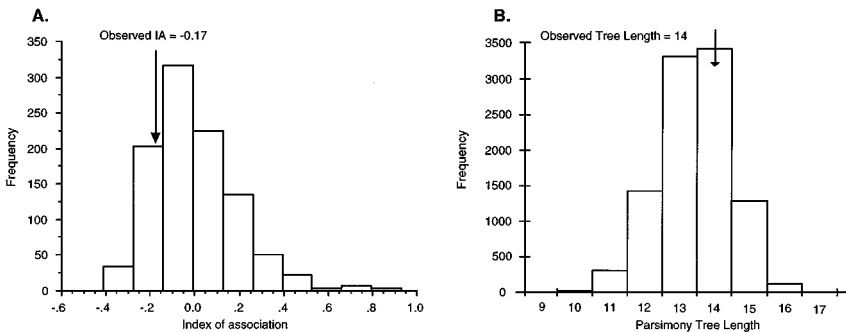 A.
Observed IA = -0.17
350
300
250
200
150
100
50
0
Frequency
-.6 -.4 -.2 0.0 .2 .4 .6 .8 1.0
Index of association
B.
Observed Tree Length = 14
3500
3000
2500
2000
1500
1000
500
0
Frequency
9 10 11 12 13 14 15 16 17
Parsimony Tree Length